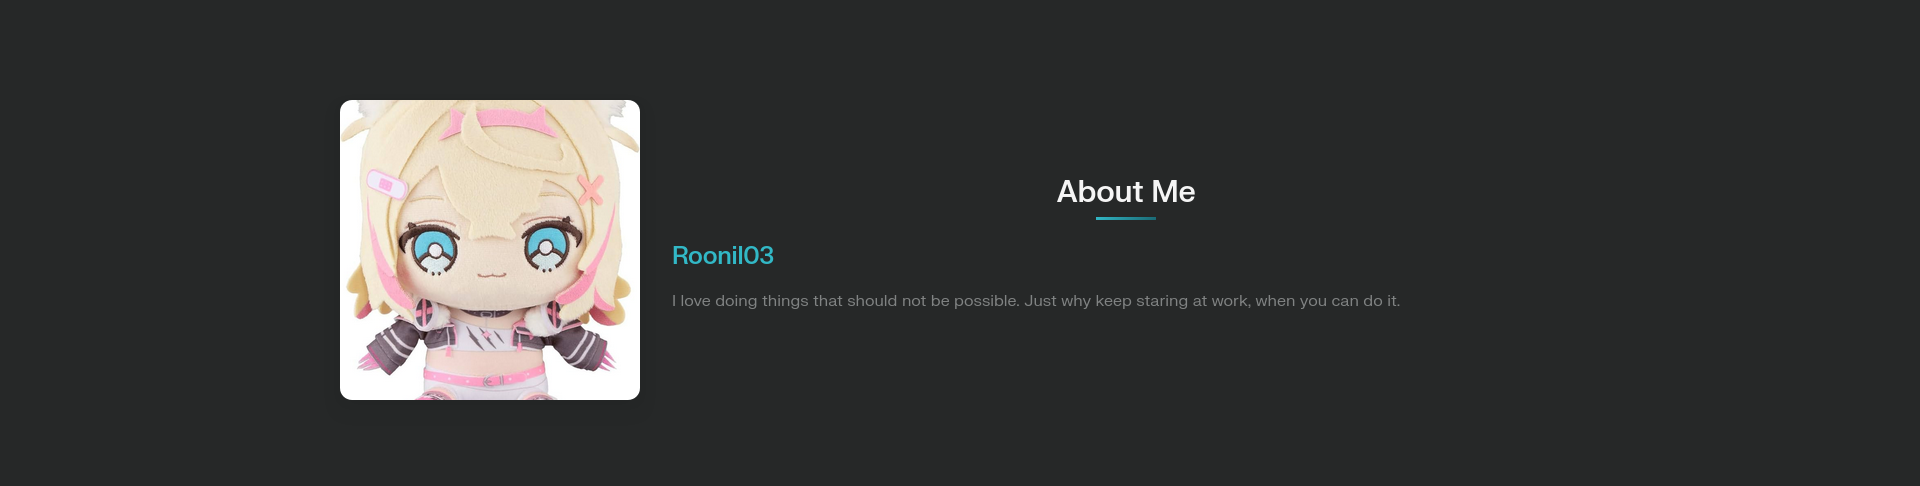 About Me
Roonil03
I love doing things that should not be possible. Just why keep staring at work, when you can do it.